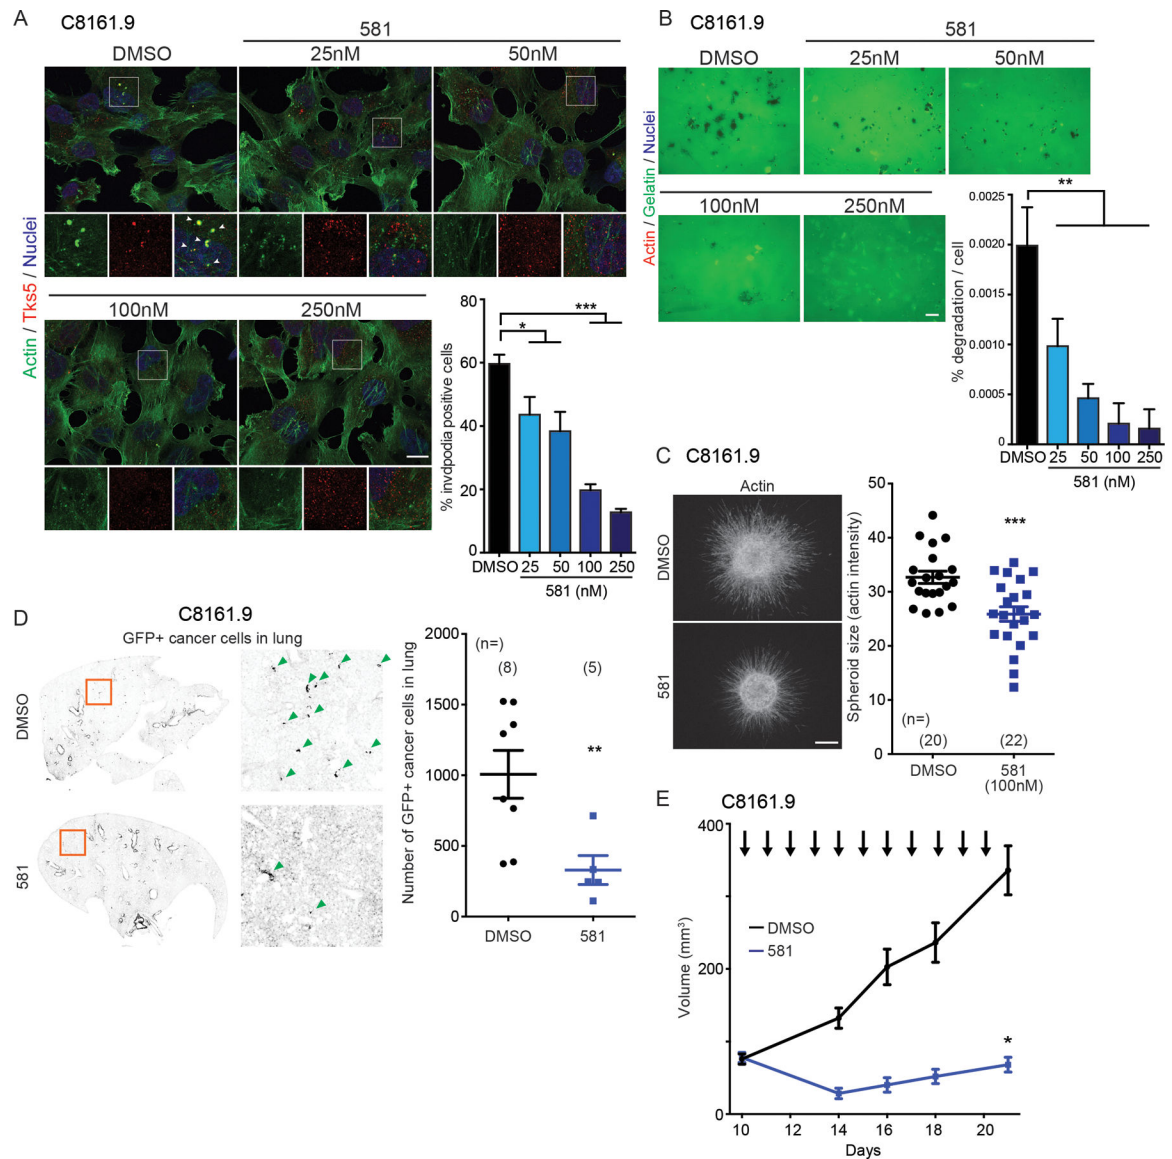 A
C8161.9
581
DMSO
25nM
50nM
Actin / Tks5 / Nuclei
100nM
250nM
% invdpodia positive cells
80
60
40
20
0
***
*
DMSO
25
50
100
250
581 (nM)
B
C8161.9
581
DMSO
25nM
50nM
Actin / Gelatin / Nuclei
100nM
250nM
% degradation / cell
0.0025
0.0020
0.0015
0.0010
0.0005
0
**
DMSO
25
50
100
250
581 (nM)
C
C8161.9
Actin
DMSO
581
Spheroid size (actin intensity)
50
40
30
20
10
0
***
(n=)
(20)
(22)
DMSO
581
(100nM)
D
C8161.9
GFP+ cancer cells in lung
DMSO
581
Number of GFP+ cancer cells in lung
2000
1500
1000
500
0
(n=)
(8)
(5)
**
DMSO
581
E
C8161.9
Volume (mm³)
400
200
0
DMSO
581
*
10
12
14
16
18
20
Days